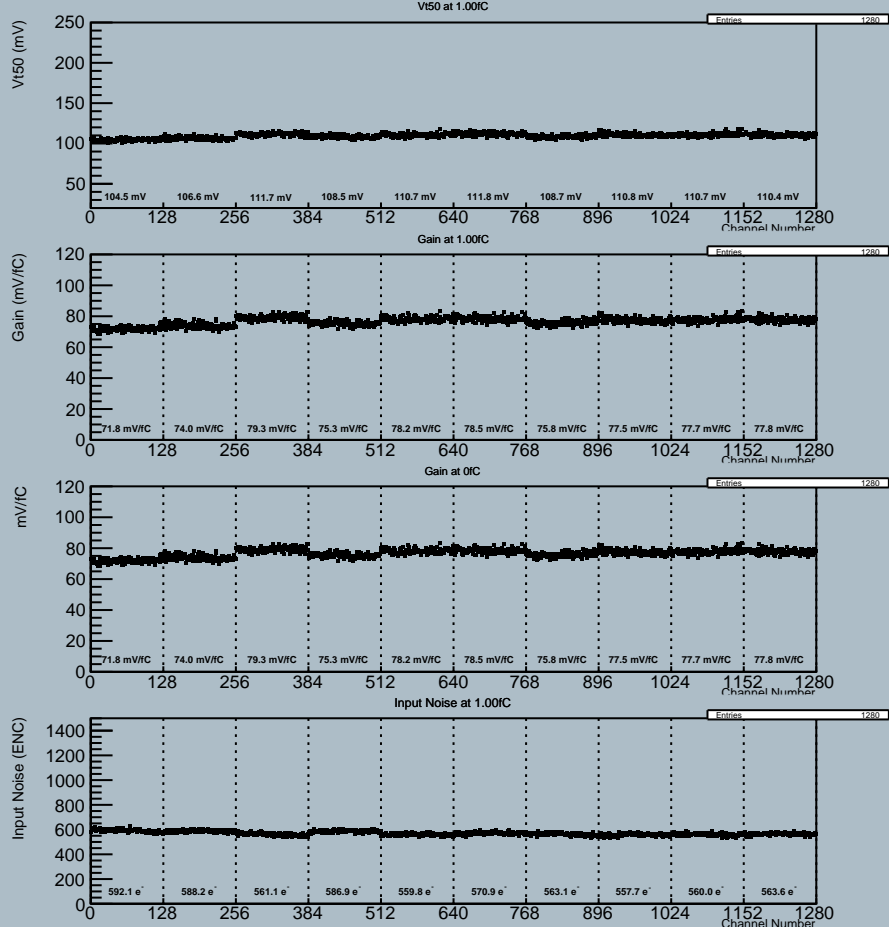 Vt50 at 1.00fC
Entries 1280
Vt50 (mV)
250
200
150
100
50
104.5 mV 106.6 mV 111.7 mV 108.5 mV 110.7 mV 111.8 mV 108.7 mV 110.8 mV 110.7 mV 110.4 mV
0 128 256 384 512 640 768 896 1024 1152 1280
Channel Number
Gain at 1.00fC
Entries 1280
Gain (mV/fC)
120
100
80
60
40
20
0
71.8 mV/fC 74.0 mV/fC 79.3 mV/fC 75.3 mV/fC 78.2 mV/fC 78.5 mV/fC 75.8 mV/fC 77.5 mV/fC 77.7 mV/fC 77.8 mV/fC
0 128 256 384 512 640 768 896 1024 1152 1280
Channel Number
Gain at 0fC
Entries 1280
mV/fC
120
100
80
60
40
20
0
71.8 mV/fC 74.0 mV/fC 79.3 mV/fC 75.3 mV/fC 78.2 mV/fC 78.5 mV/fC 75.8 mV/fC 77.5 mV/fC 77.7 mV/fC 77.8 mV/fC
0 128 256 384 512 640 768 896 1024 1152 1280
Channel Number
Input Noise at 1.00fC
Entries 1280
Input Noise (ENC)
1400
1200
1000
800
600
400
200
0
592.1 e⁻ 588.2 e⁻ 561.1 e⁻ 586.9 e⁻ 559.8 e⁻ 570.9 e⁻ 563.1 e⁻ 557.7 e⁻ 560.0 e⁻ 563.6 e⁻
0 128 256 384 512 640 768 896 1024 1152 1280
Channel Number